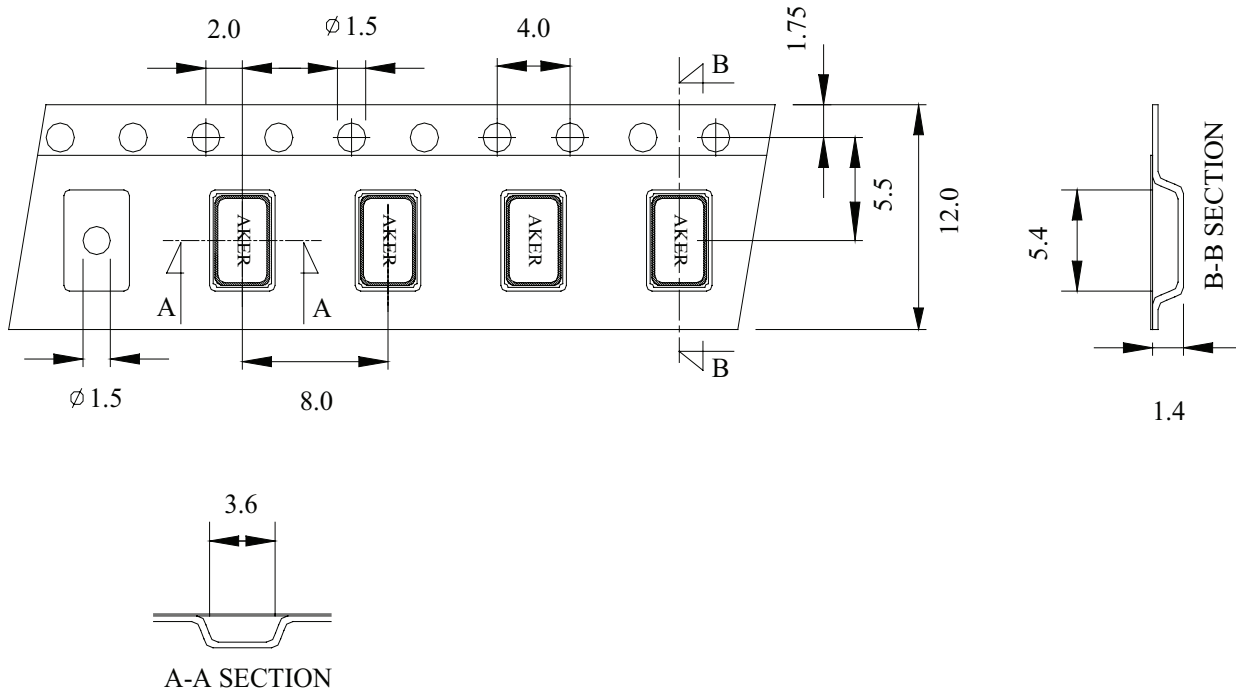 2.0
⌀1.5
4.0
1.75
B
5.5
12.0
5.4
B-B SECTION
AKER
AKER
AKER
AKER
A
A
⌀1.5
8.0
B
1.4
3.6
A-A SECTION